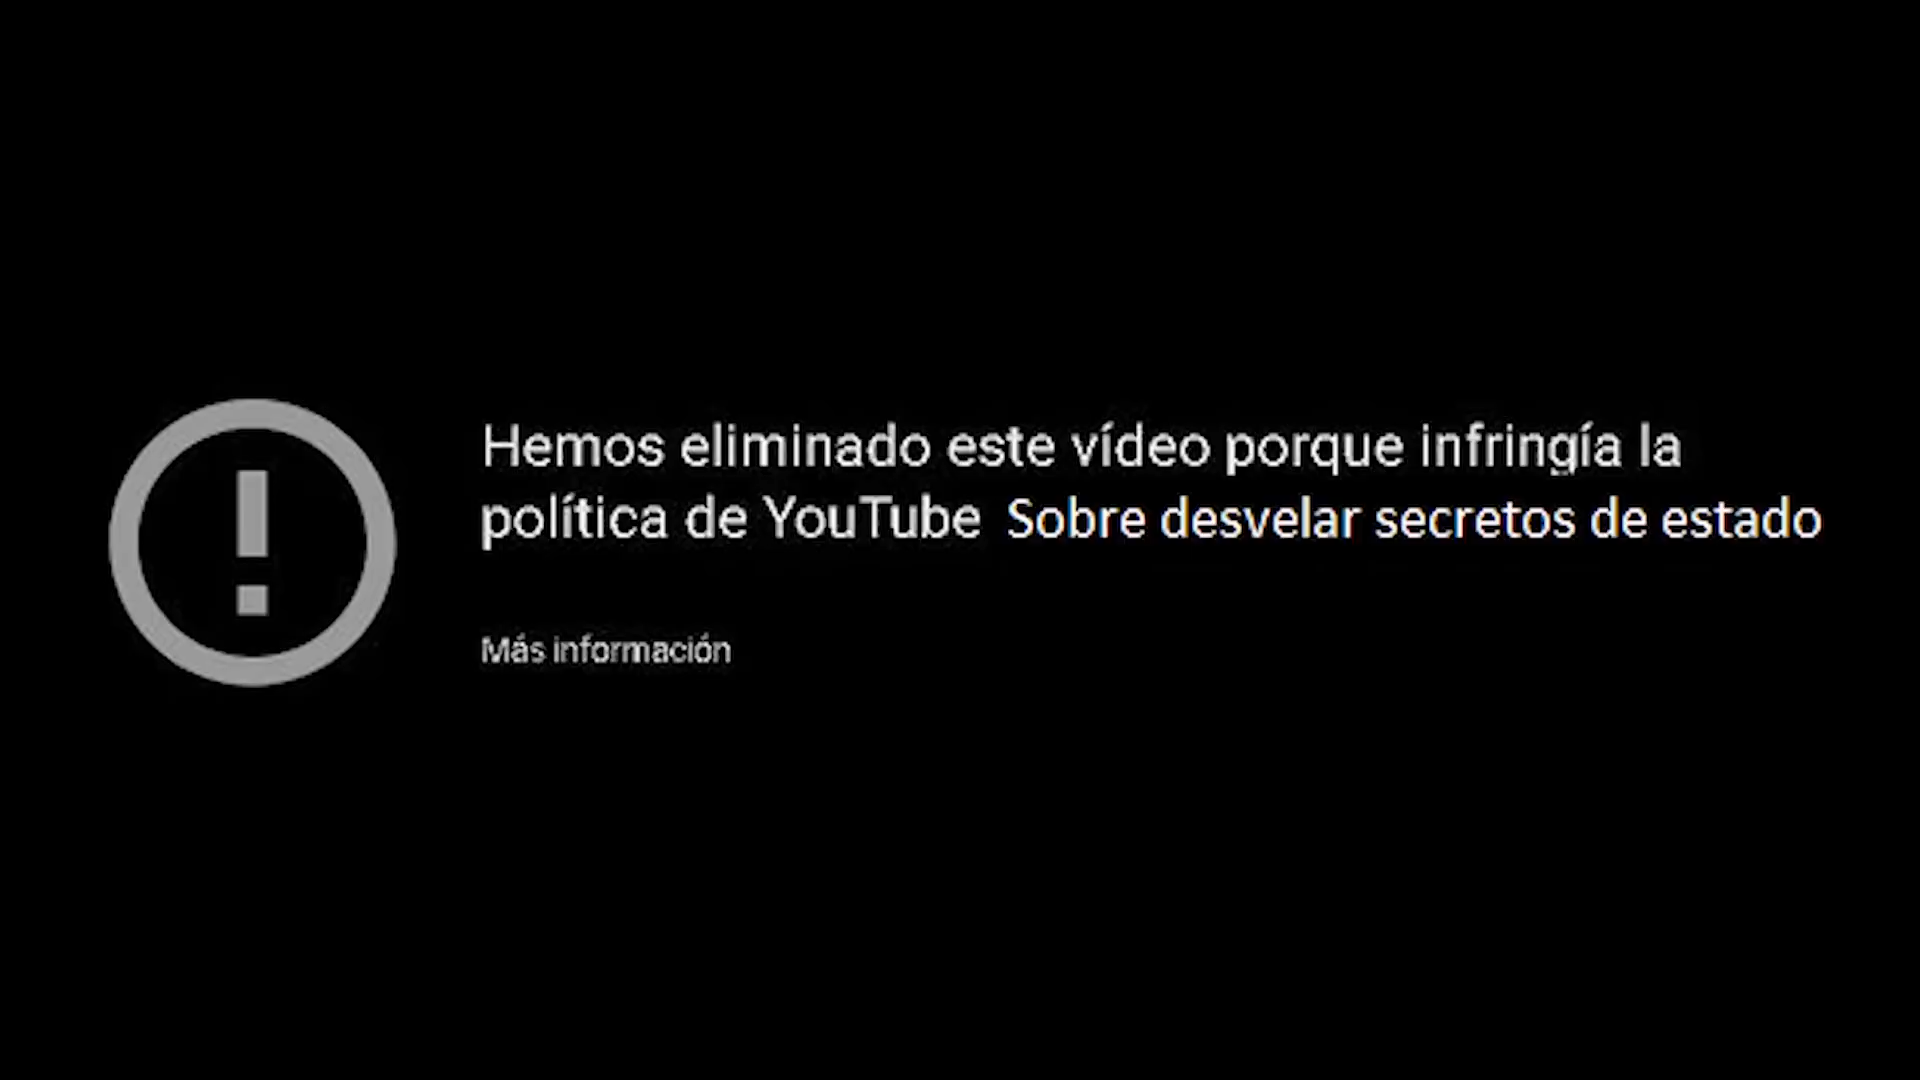 Hemos eliminado este vídeo porque infringía la
política de YouTube Sobre desvelar secretos de estado
Más información